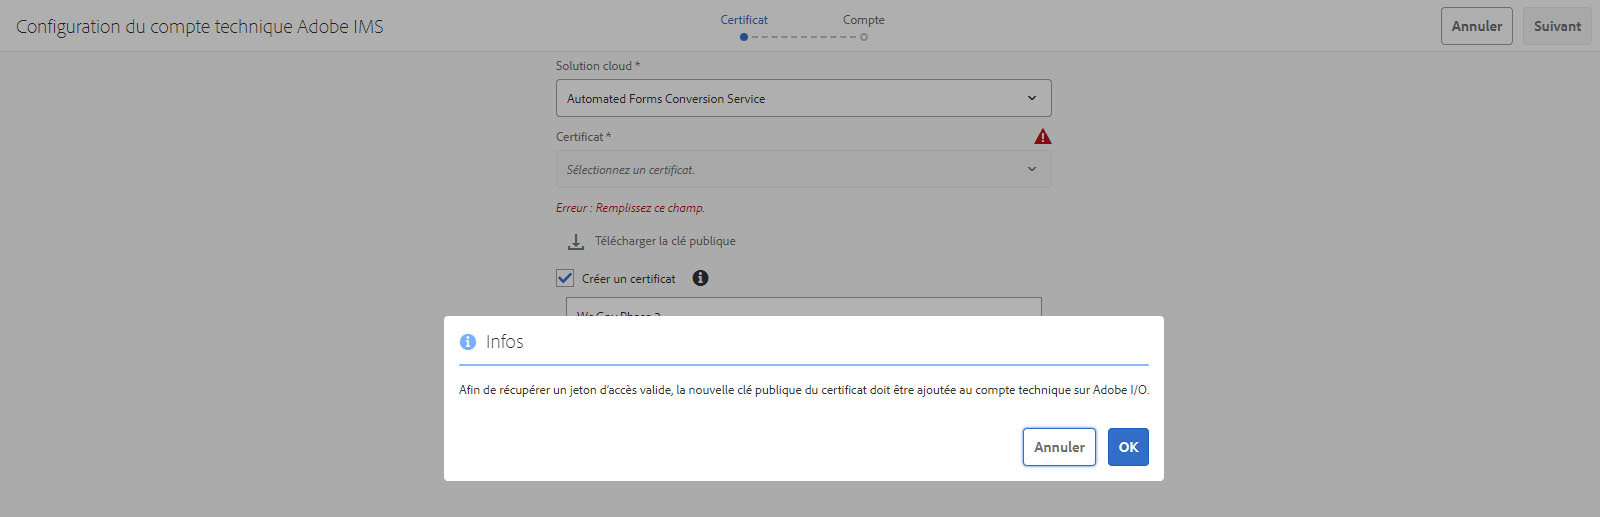 Configuration du compte technique Adobe IMS
Certificat
Compte
Annuler
Suivant
Solution cloud *
Automated Forms Conversion Service
Certificat *
Sélectionnez un certificat.
Erreur : Remplissez ce champ.
Télécharger la clé publique
Créer un certificat
Infos
Afin de récupérer un jeton d'accès valide, la nouvelle clé publique du certificat doit être ajoutée au compte technique sur Adobe I/O.
Annuler
OK